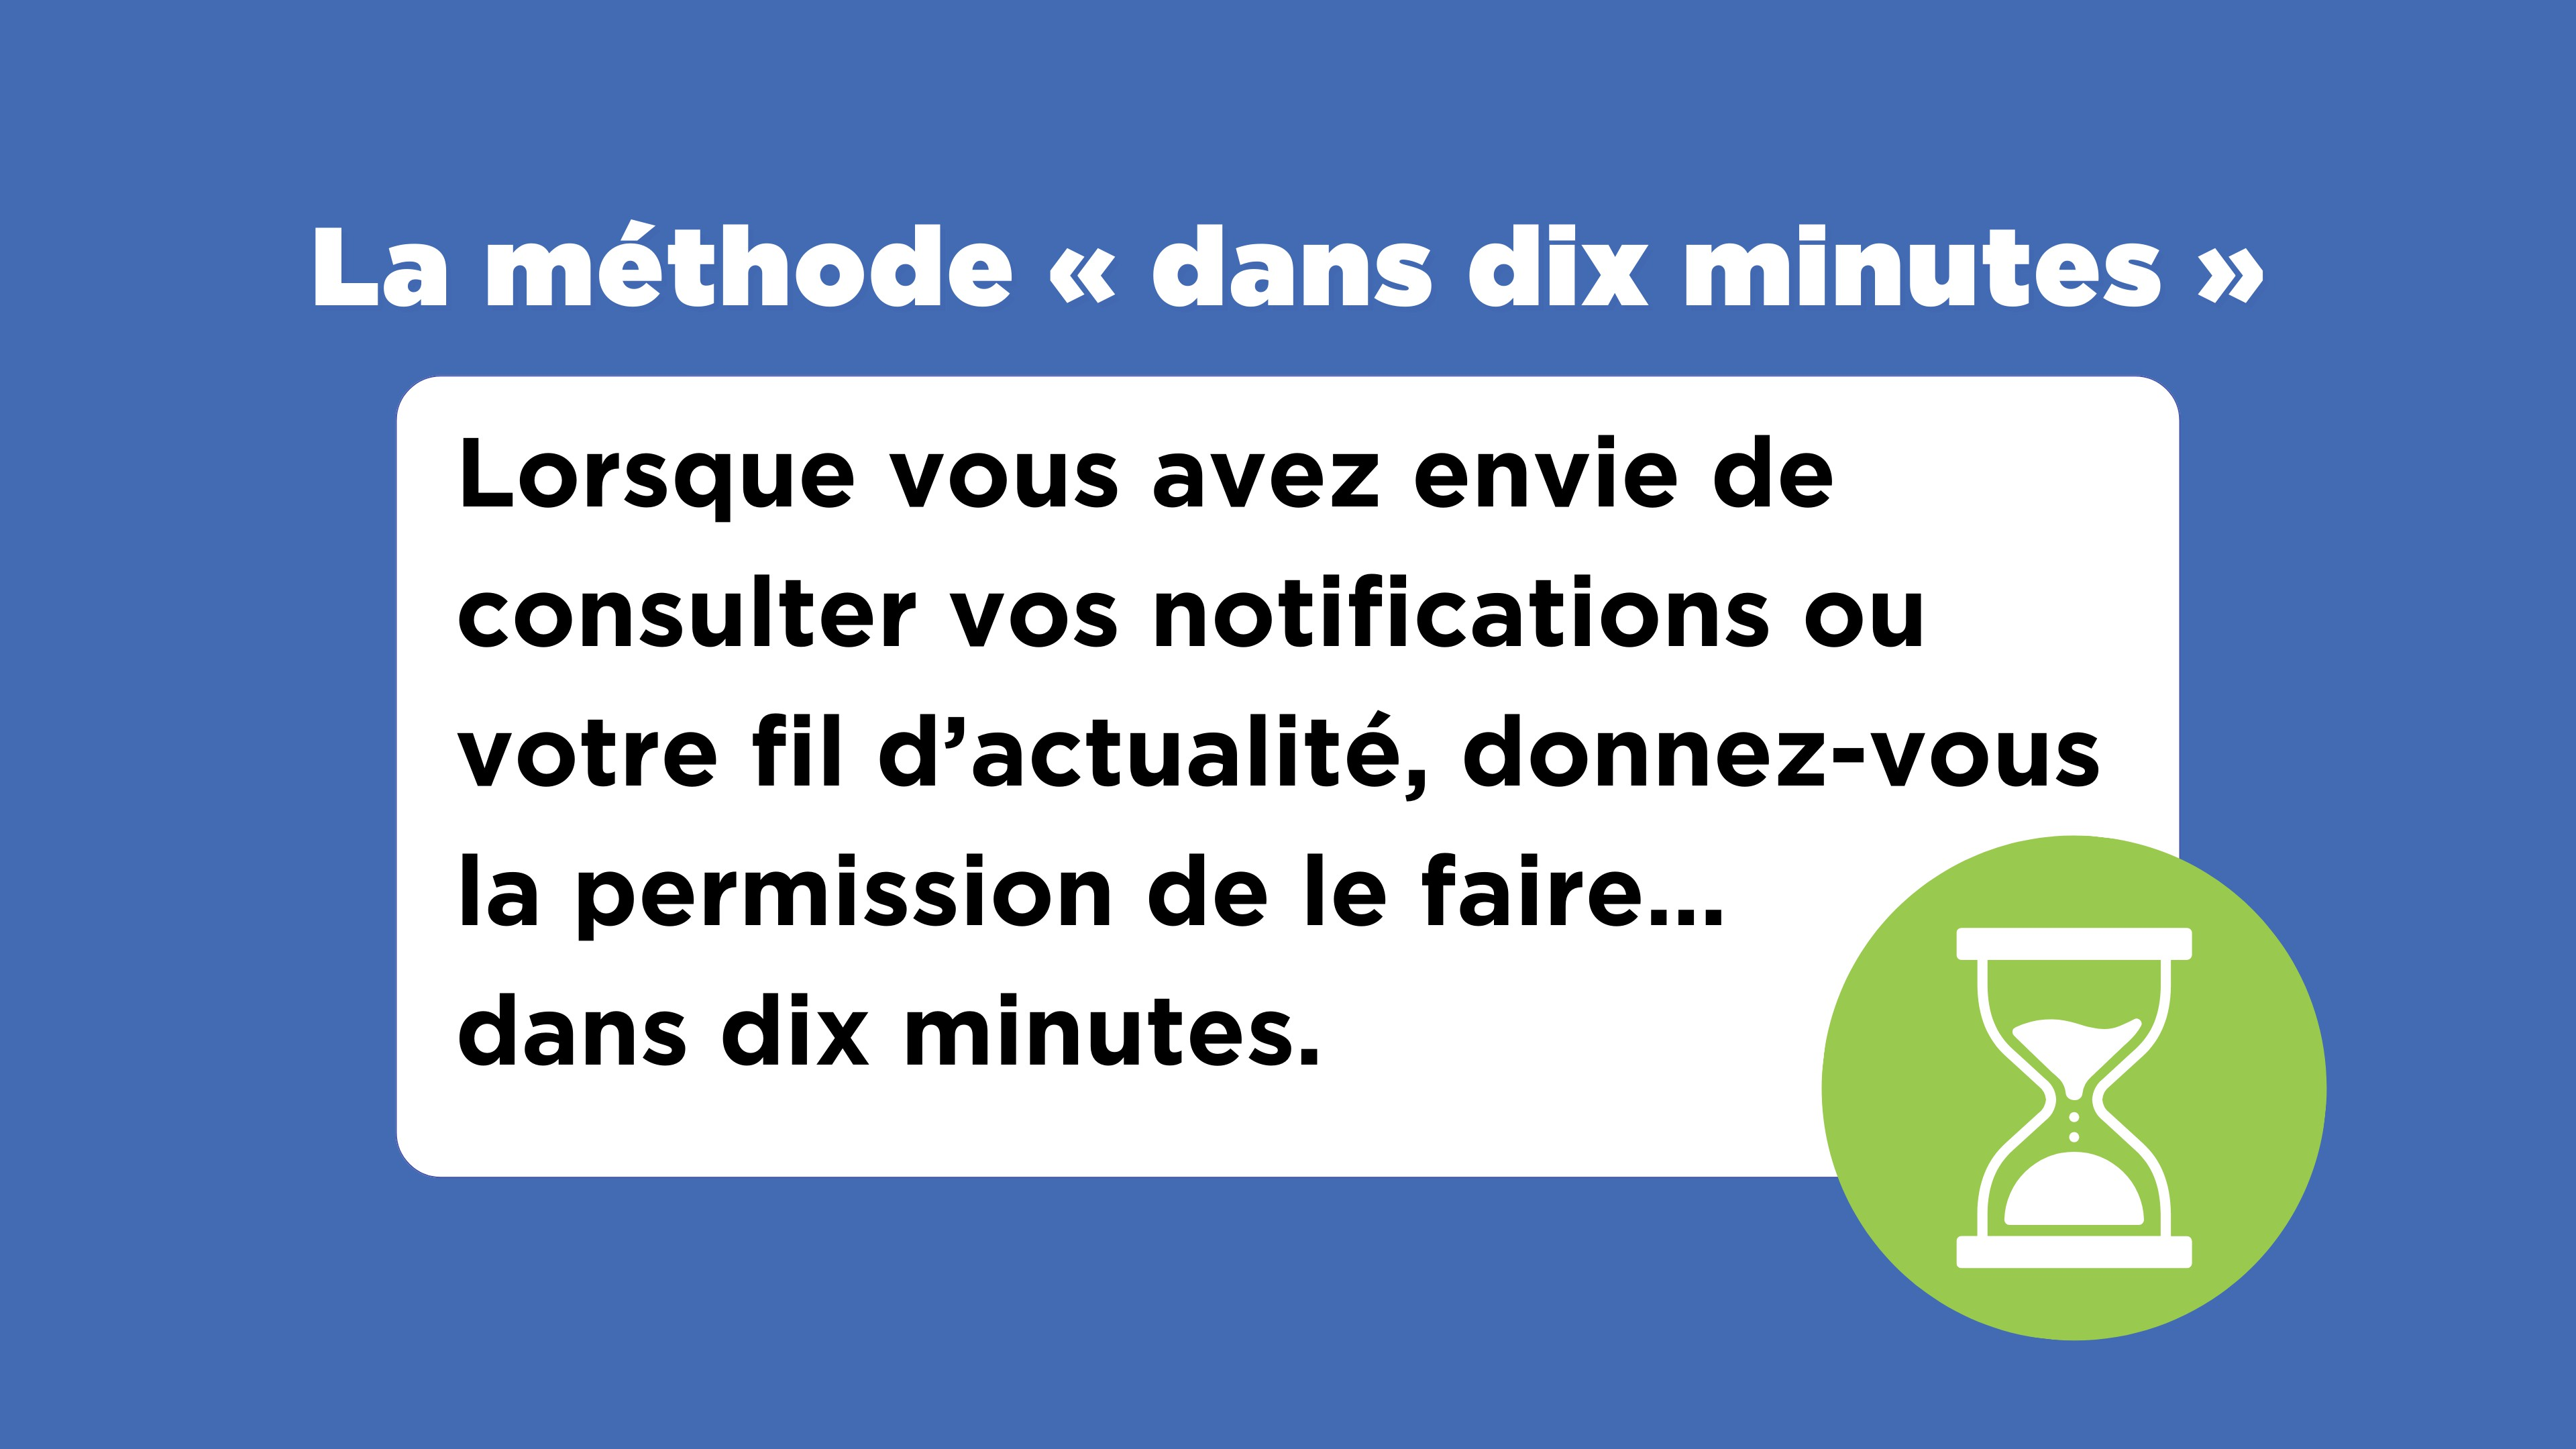 La méthode « dans dix minutes »
Lorsque vous avez envie de
consulter vos notifications ou
votre fil d’actualité, donnez-vous
la permission de le faire...
dans dix minutes.